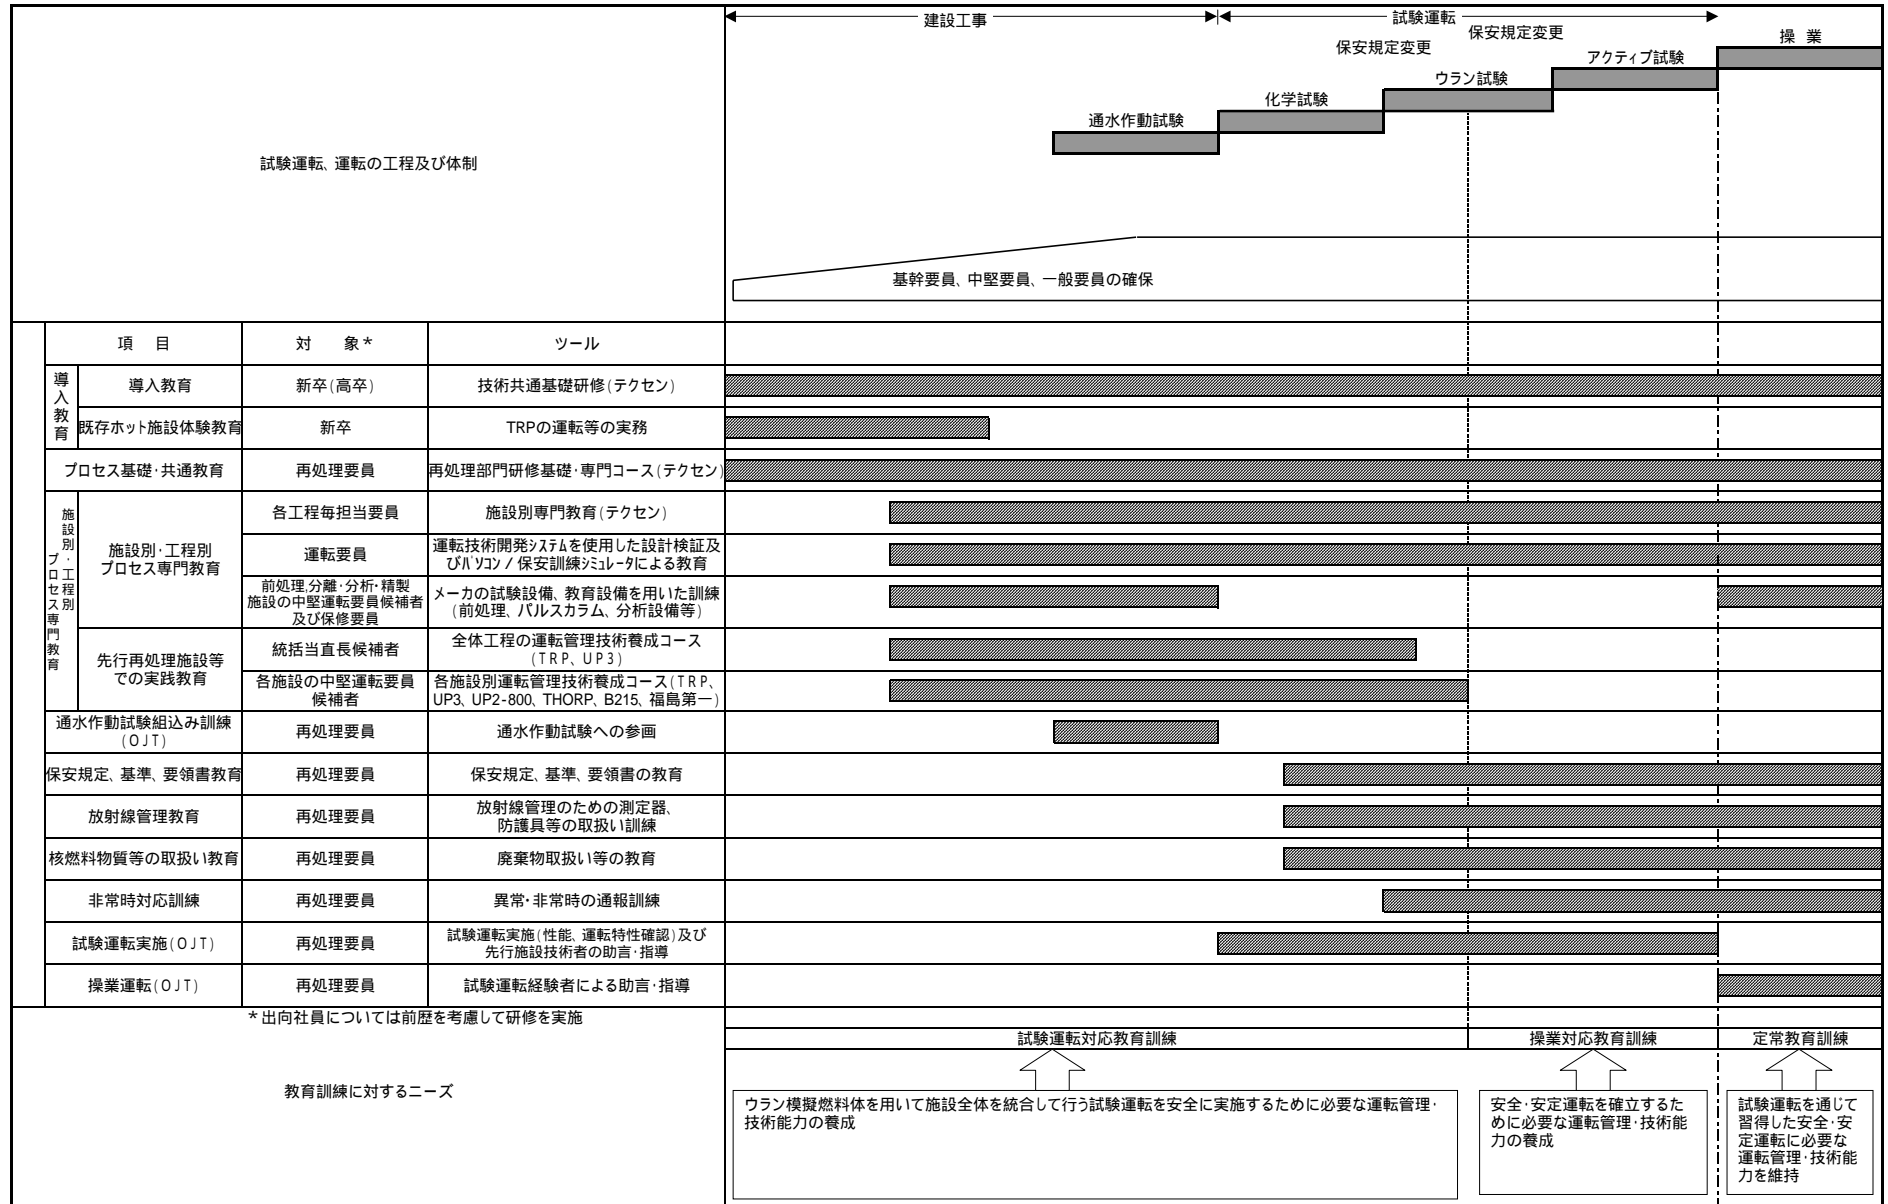 建設工事
試験運転
保安規定変更
保安規定変更
操 業
アクティブ試験
ウラン試験
化学試験
通水作動試験
試験運転、運転の工程及び体制
基幹要員、中堅要員、一般要員の確保
項 目
対 象*
ツール
導入教育
導入教育
新卒(高卒)
技術共通基礎研修(テクセン)
既存ホット施設体験教育
新卒
TRPの運転等の実務
プロセス基礎・共通教育
再処理要員
再処理部門研修基礎・専門コース(テクセン)
施設別・工程別
プロセス専門教育
施設別・工程別
プロセス専門教育
各工程毎担当要員
施設別専門教育(テクセン)
運転要員
運転技術開発システムを使用した設計検証及
びパソコン/保安訓練シミュレータによる教育
前処理,分離・分析・精製
施設の中堅運転要員候補者
及び保修要員
メーカの試験設備、教育設備を用いた訓練
(前処理、パルスカラム、分析設備等)
先行再処理施設等
での実践教育
統括当直長候補者
全体工程の運転管理技術養成コース
(TRP、UP3)
各施設の中堅運転要員
候補者
各施設別運転管理技術養成コース(TRP、
UP3、UP2-800、THORP、B215、福島第一)
通水作動試験組込み訓練
(OJT)
再処理要員
通水作動試験への参画
保安規定、基準、要領書教育
再処理要員
保安規定、基準、要領書の教育
放射線管理教育
再処理要員
放射線管理のための測定器、
防護具等の取扱い訓練
核燃料物質等の取扱い教育
再処理要員
廃棄物取扱い等の教育
非常時対応訓練
再処理要員
異常・非常時の通報訓練
試験運転実施(OJT)
再処理要員
試験運転実施(性能、運転特性確認)及び
先行施設技術者の助言・指導
操業運転(OJT)
再処理要員
試験運転経験者による助言・指導
*出向社員については前歴を考慮して研修を実施
試験運転対応教育訓練
操業対応教育訓練
定常教育訓練
教育訓練に対するニーズ
ウラン模擬燃料体を用いて施設全体を統合して行う試験運転を安全に実施するために必要な運転管理・
技術能力の養成
安全・安定運転を確立するた
めに必要な運転管理・技術能
力の養成
試験運転を通じて
習得した安全・安
定運転に必要な
運転管理・技術能
力を維持